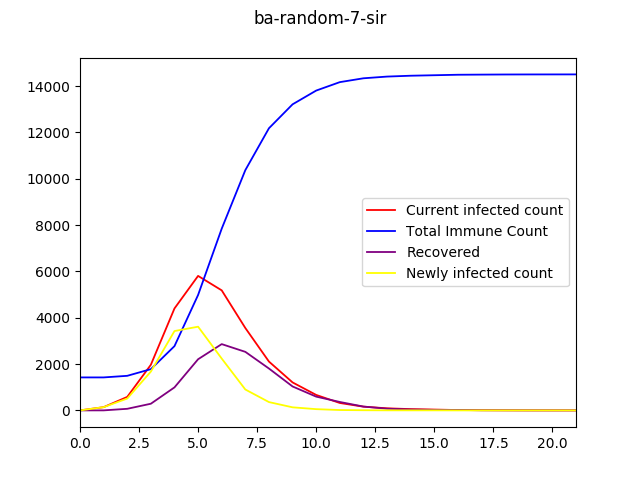 ba-random-7-sir
14000
12000
10000
8000
6000
4000
2000
0
Current infected count
Total Immune Count
Recovered
Newly infected count
0.0 2.5 5.0 7.5 10.0 12.5 15.0 17.5 20.0